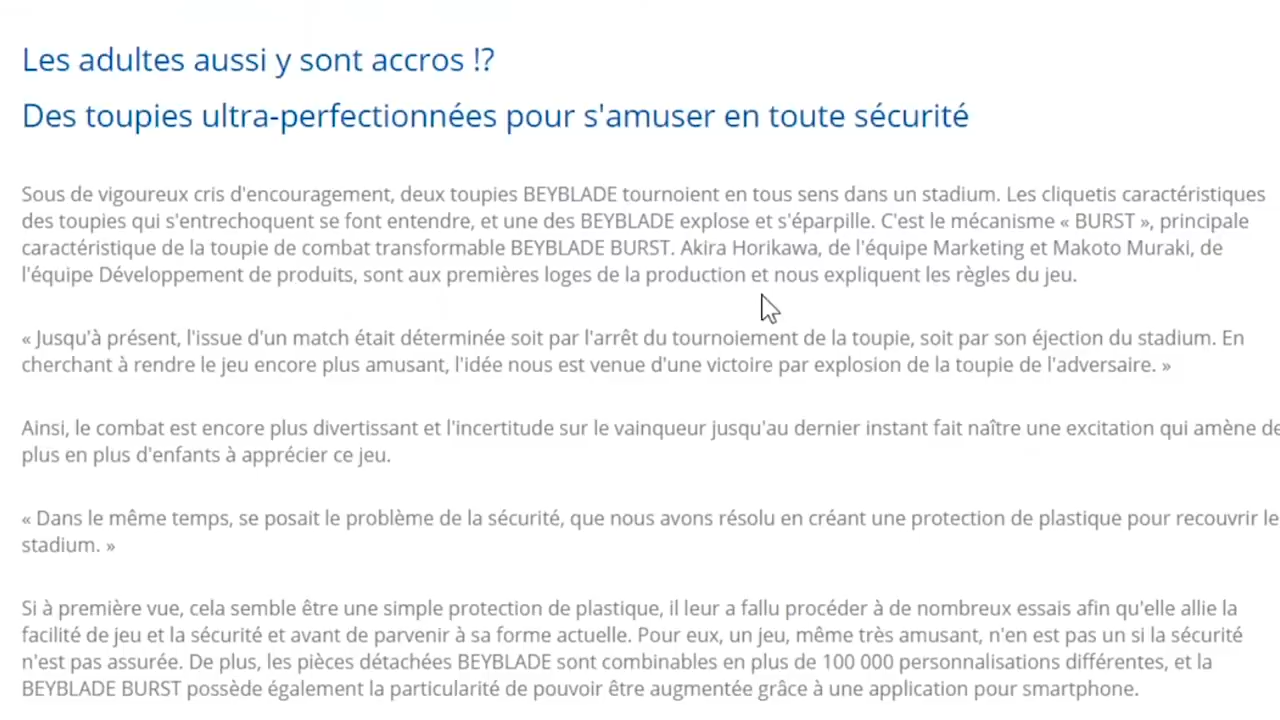 Les adultes aussi y sont accros !?
Des toupies ultra-perfectionnées pour s'amuser en toute sécurité
Sous de vigoureux cris d'encouragement, deux toupies BEYBLADE tournoient en tous sens dans un stadium. Les cliquetis caractéristiques
des toupies qui s'entrechoquent se font entendre, et une des BEYBLADE explose et s'éparpille. C'est le mécanisme « BURST », principale
caractéristique de la toupie de combat transformable BEYBLADE BURST. Akira Horikawa, de l'équipe Marketing et Makoto Muraki, de
l'équipe Développement de produits, sont aux premières loges de la production et nous expliquent les règles du jeu.
« Jusqu'à présent, l'issue d'un match était déterminée soit par l'arrêt du tournoiement de la toupie, soit par son éjection du stadium. En
cherchant à rendre le jeu encore plus amusant, l'idée nous est venue d'une victoire par explosion de la toupie de l'adversaire. »
Ainsi, le combat est encore plus divertissant et l'incertitude sur le vainqueur jusqu'au dernier instant fait naître une excitation qui amène de
plus en plus d'enfants à apprécier ce jeu.
« Dans le même temps, se posait le problème de la sécurité, que nous avons résolu en créant une protection de plastique pour recouvrir le
stadium. »
Si à première vue, cela semble être une simple protection de plastique, il leur a fallu procéder à de nombreux essais afin qu'elle allie la
facilité de jeu et la sécurité et avant de parvenir à sa forme actuelle. Pour eux, un jeu, même très amusant, n'en est pas un si la sécurité
n'est pas assurée. De plus, les pièces détachées BEYBLADE sont combinables en plus de 100 000 personnalisations différentes, et la
BEYBLADE BURST possède également la particularité de pouvoir être augmentée grâce à une application pour smartphone.